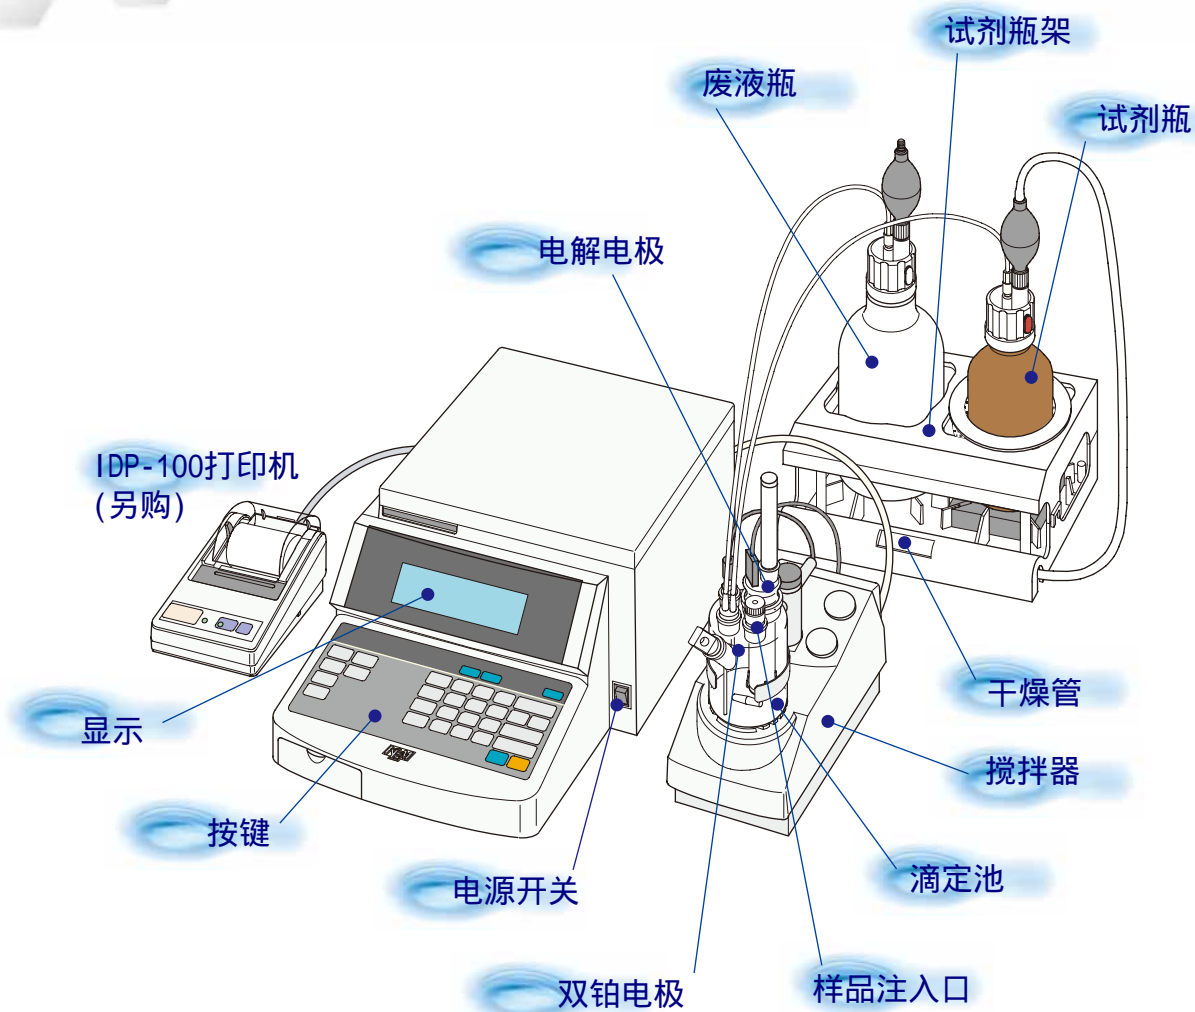 试剂瓶架
废液瓶
试剂瓶
电解电极
IDP-100打印机
(另购)
干燥管
显示
搅拌器
按键
滴定池
电源开关
双铂电极
样品注入口